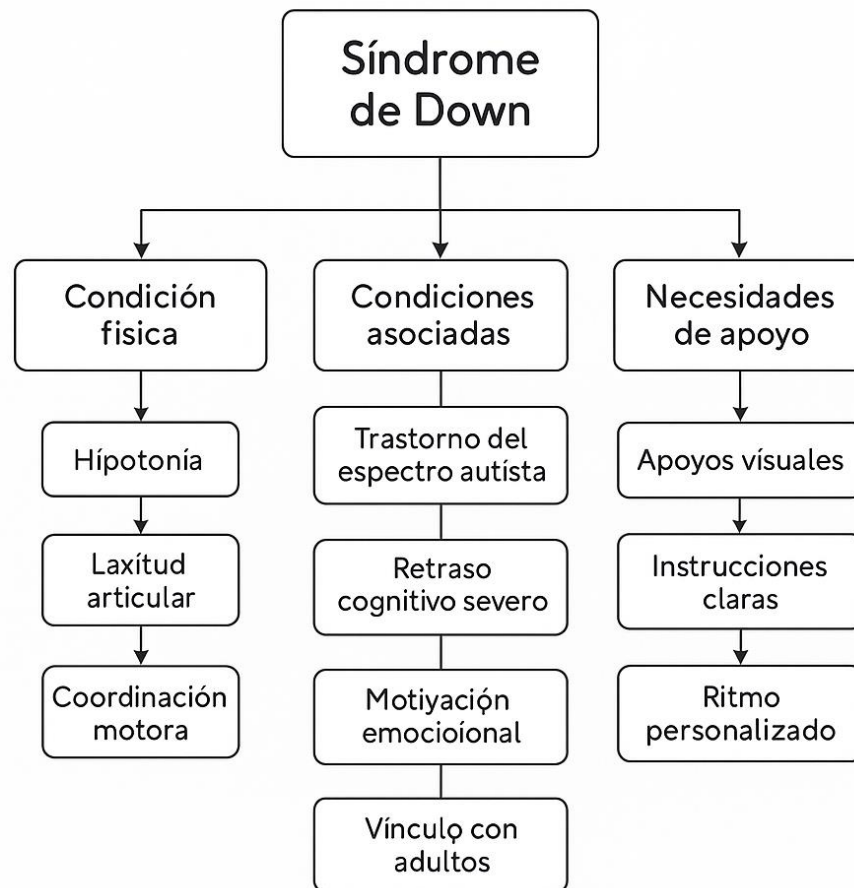 Síndrome
de Down
Condición
fisica
Hípotonía
Laxítud
articular
Coordinación
motora
Condiciones
asociadas
Trastorno del
espectro autísta
Retraso
cognitivo severo
Motiyación
emocioíonal
Vínculo con
adultos
Necesidades
de apoyo
Apoyos vísuales
Instrucciones
claras
Ritmo
personalizado